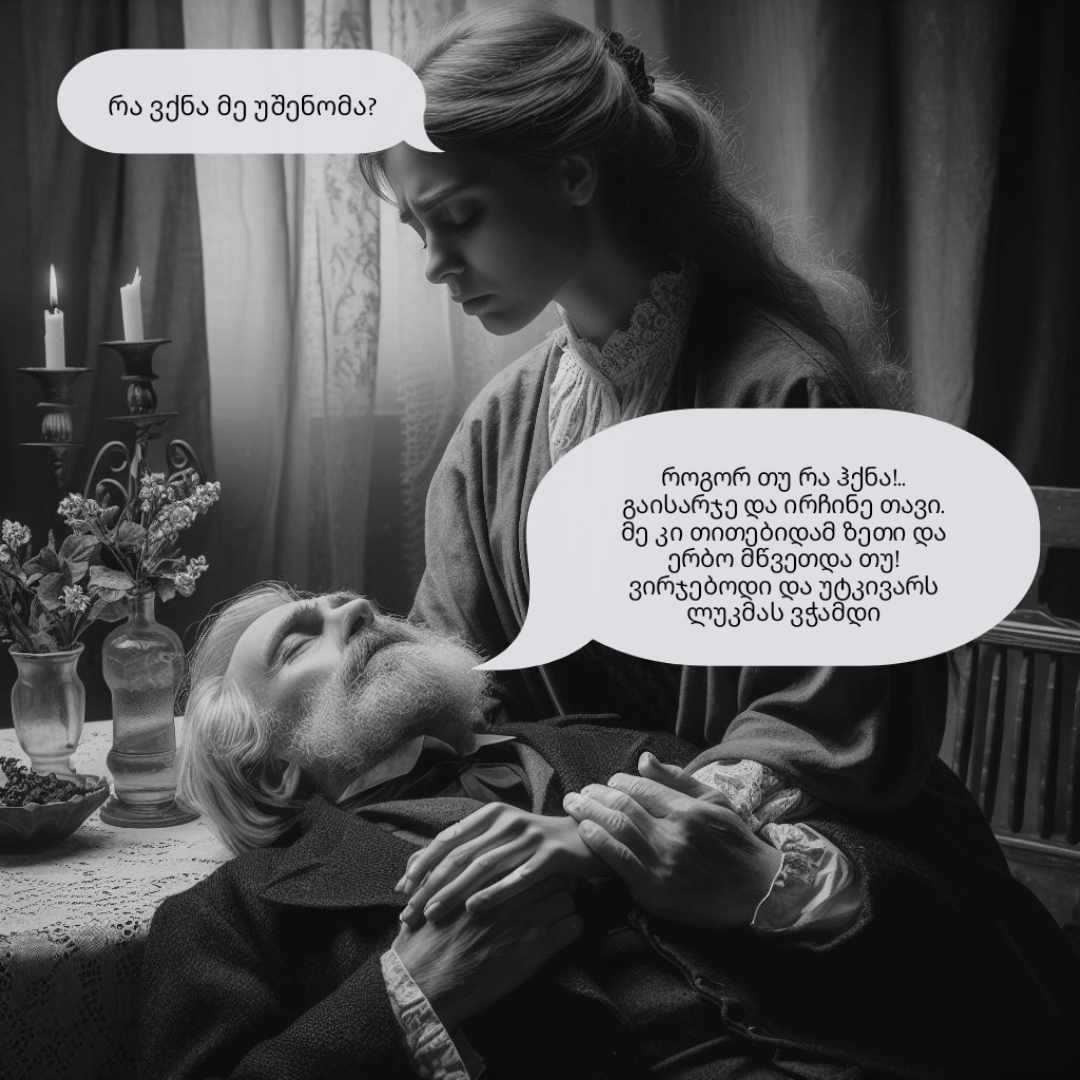 რა ვქნა მე უშენომა?
როგორ თუ რა ჰქნა!..
გაისარჯე და ირჩინე თავი.
მე კი თითებიდამ ზეთი და
ერბო მწვეთდა თუ!
ვირჯებოდი და უტკივარს
ლუკმას ვჭამდი